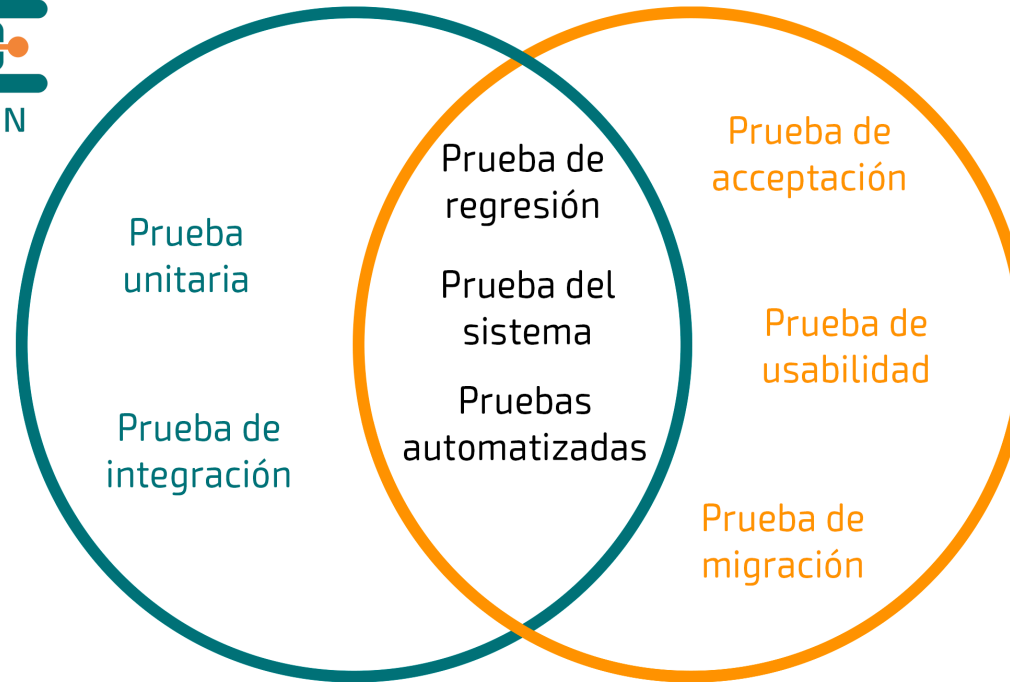 N
Prueba
unitaria
Prueba de
integración
Prueba de
regresión
Prueba del
sistema
Pruebas
automatizadas
Prueba de
acceptación
Prueba de
usabilidad
Prueba de
migración